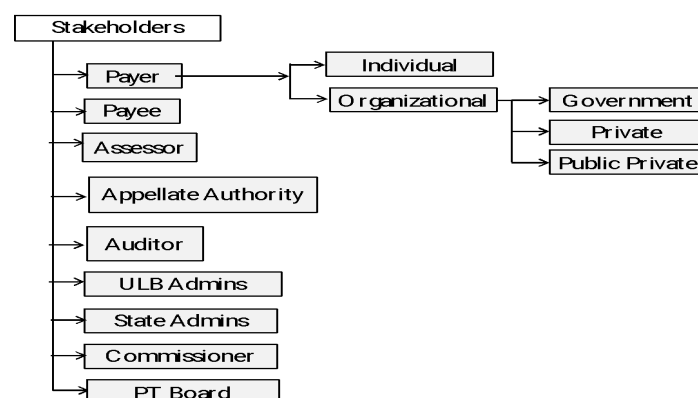 Stakeholders
Payer
Individual
Organizational
Government
Private
Public Private
Payee
Assessor
Appellate Authority
Auditor
ULB Admins
State Admins
Commissioner
PT Board